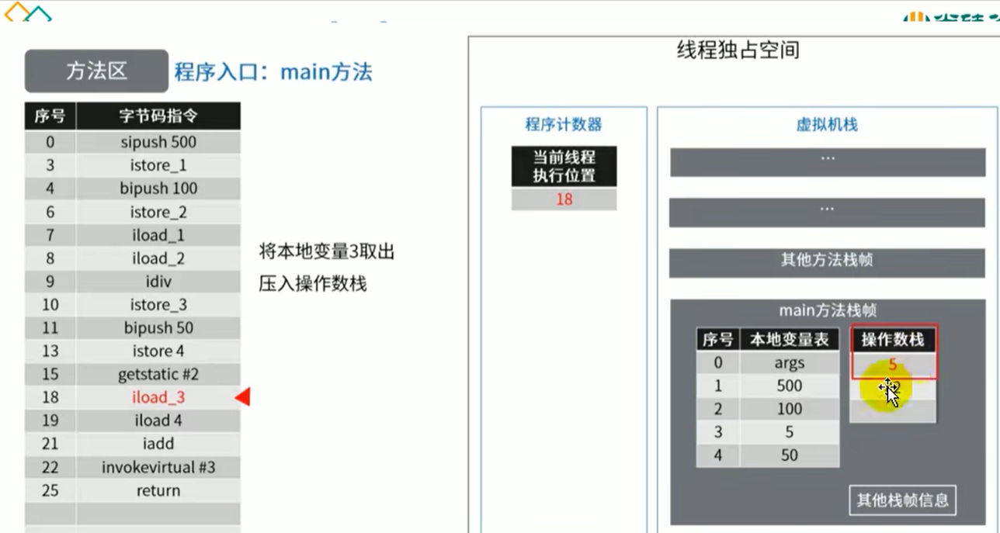 方法区
程序入口：main方法
序号 字节码指令
0 sipush 500
3 istore_1
4 bipush 100
6 istore_2
7 iload_1
8 iload_2
9 idiv
10 istore_3
11 bipush 50
13 istore 4
15 getstatic #2
18 iload_3
19 iload 4
21 iadd
22 invokevirtual #3
25 return
将本地变量3取出
压入操作数栈
线程独占空间
程序计数器
当前线程
执行位置
18
虚拟机栈
...
...
其他方法栈帧
main方法栈帧
序号 本地变量表
0 args
1 500
2 100
3 5
4 50
操作数栈
5
其他栈帧信息